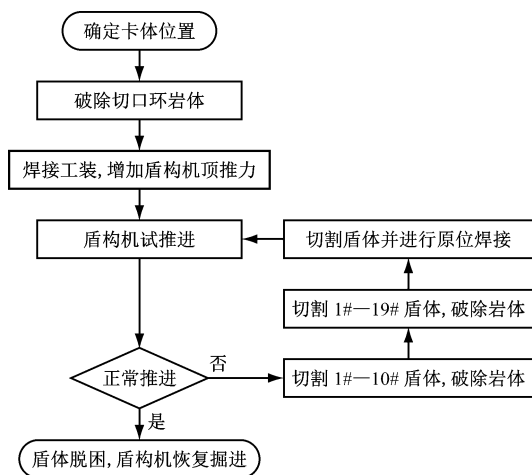 确定卡体位置
破除切口环岩体
焊接工装,增加盾构机顶推力
盾构机试推进
切割盾体并进行原位焊接
切割 1#—19# 盾体,破除岩体
正常推进
否
切割 1#—10# 盾体,破除岩体
是
盾体脱困,盾构机恢复掘进